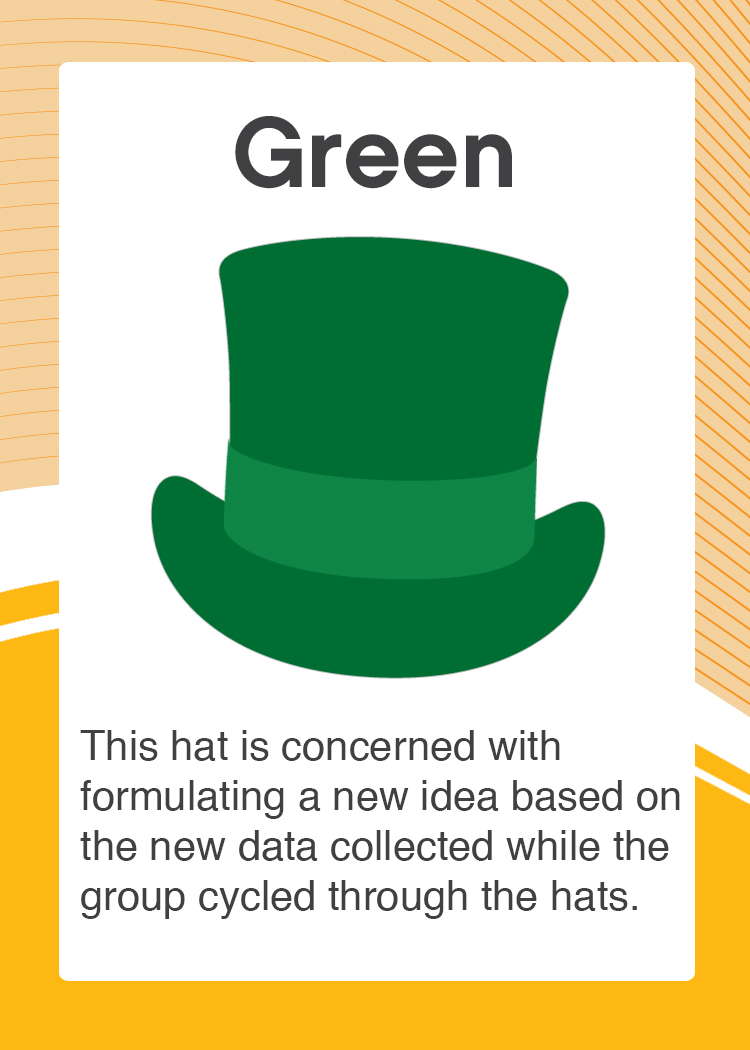 Green
This hat is concerned with
formulating a new idea based on
the new data collected while the
group cycled through the hats.